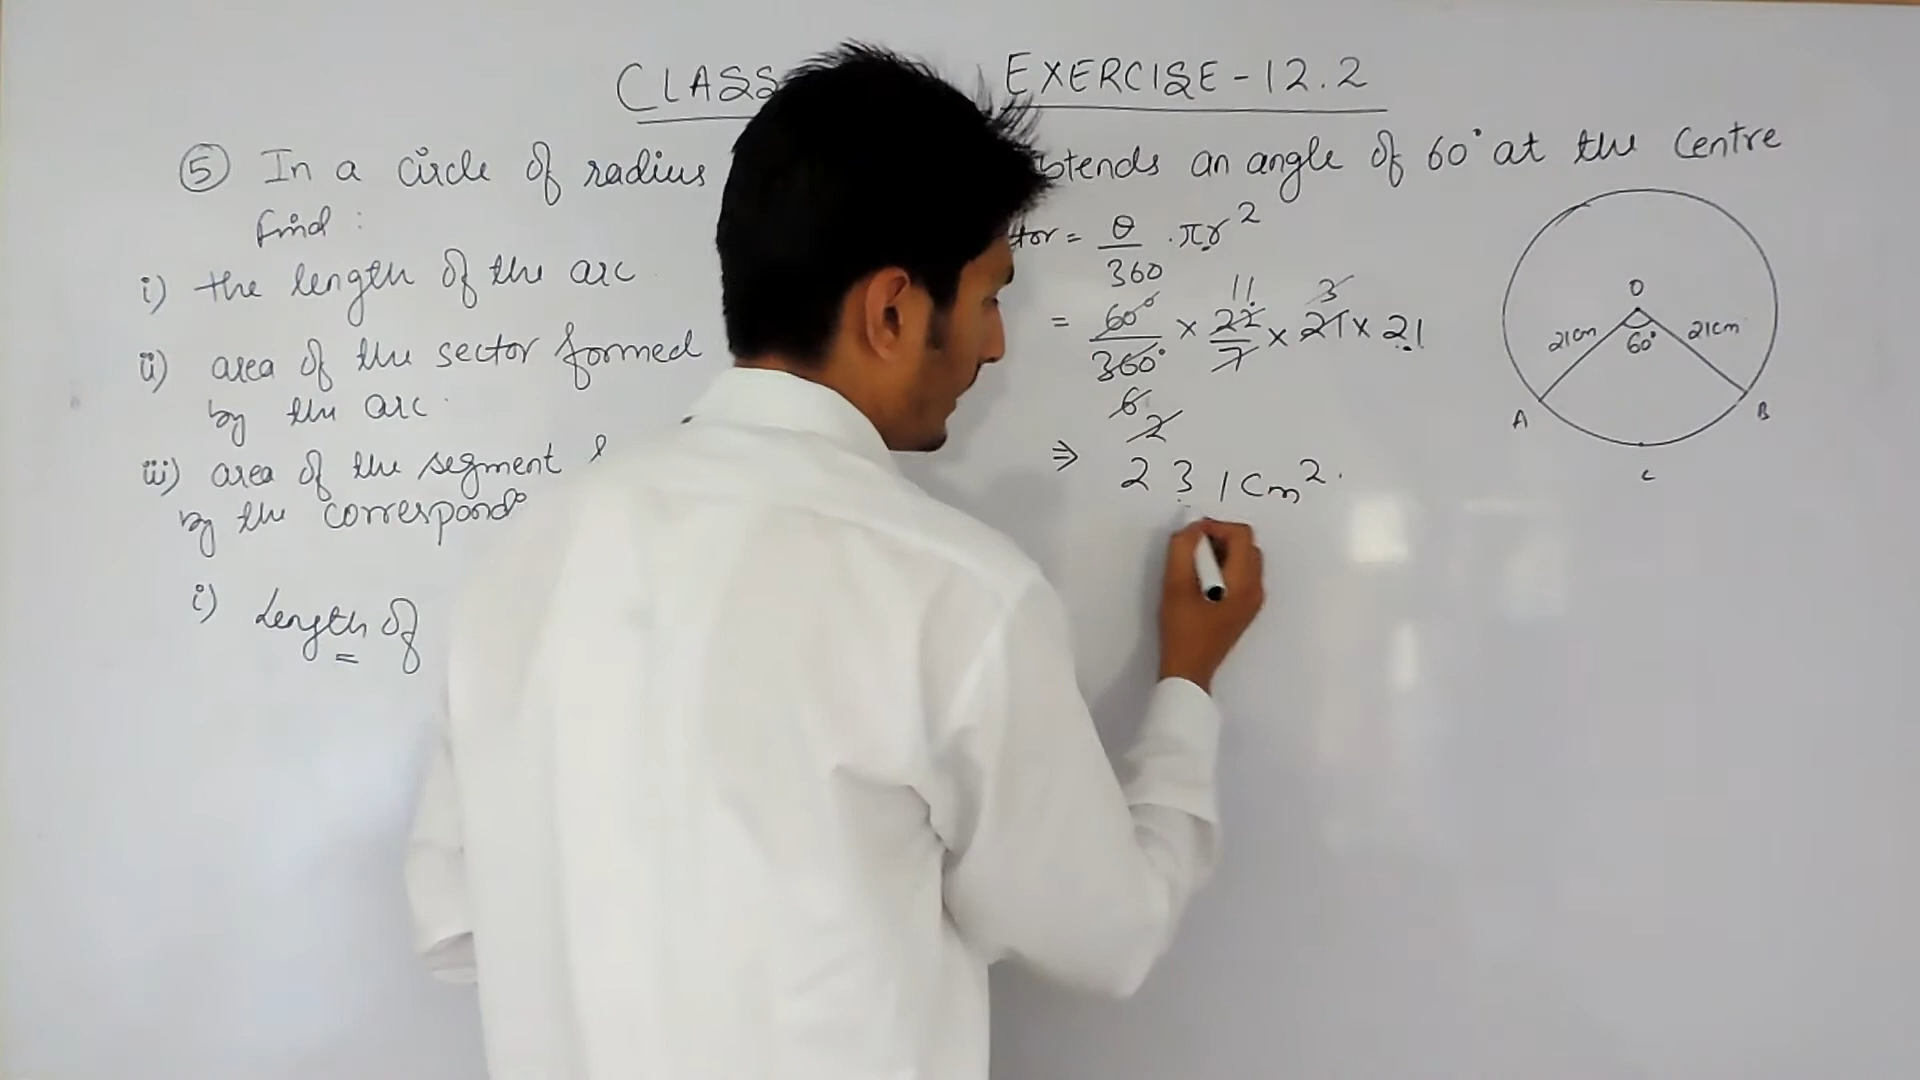 CLASS EXERCISE-12.2
5 In a circle of radius btends an angle of 60° at the Centre
find :
i) the length of the arc
ii) area of the sector formed
by the arc.
iii) area of the segment
by the correspond
i) Length of
tor = θ/360 . πr²
= 60°/360° × 22/7 × 21 × 21
11 3
6
2
⇒ 231 Cm².
O
21cm 60° 21cm
A B
C